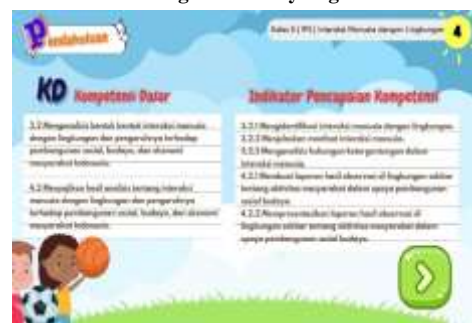 Pendahuluan
Kelas 5 | IPS | Interaksi Manusia dengan Lingkungan
4
KD Kompetensi Dasar
3.2 Menganalisis bentuk bentuk interaksi manusia
dengan lingkungan dan pengaruhnya terhadap
pembangunan sosial, budaya, dan ekonomi
masyarakat Indonesia.
4.2 Menyajikan hasil analisis tentang interaksi
manusia dengan lingkungan dan pengaruhnya
terhadap pembangunan sosial, budaya, dan ekonomi
masyarakat Indonesia.
Indikator Pencapaian Kompetensi
3.2.1 Mengidentifikasi interaksi manusia dengan lingkungan.
3.2.2 Menjelaskan manfaat interaksi manusia.
3.2.3 Menganalisis hubungan ketergantungan dalam
interaksi manusia.
4.2.1 Membuat laporan hasil observasi di lingkungan sekitar
tentang aktivitas masyarakat dalam upaya pembangunan
sosial budaya.
4.2.2 Mempresentasikan laporan hasil observasi di
lingkungan sekitar tentang aktivitas masyarakat dalam
upaya pembangunan sosial budaya.